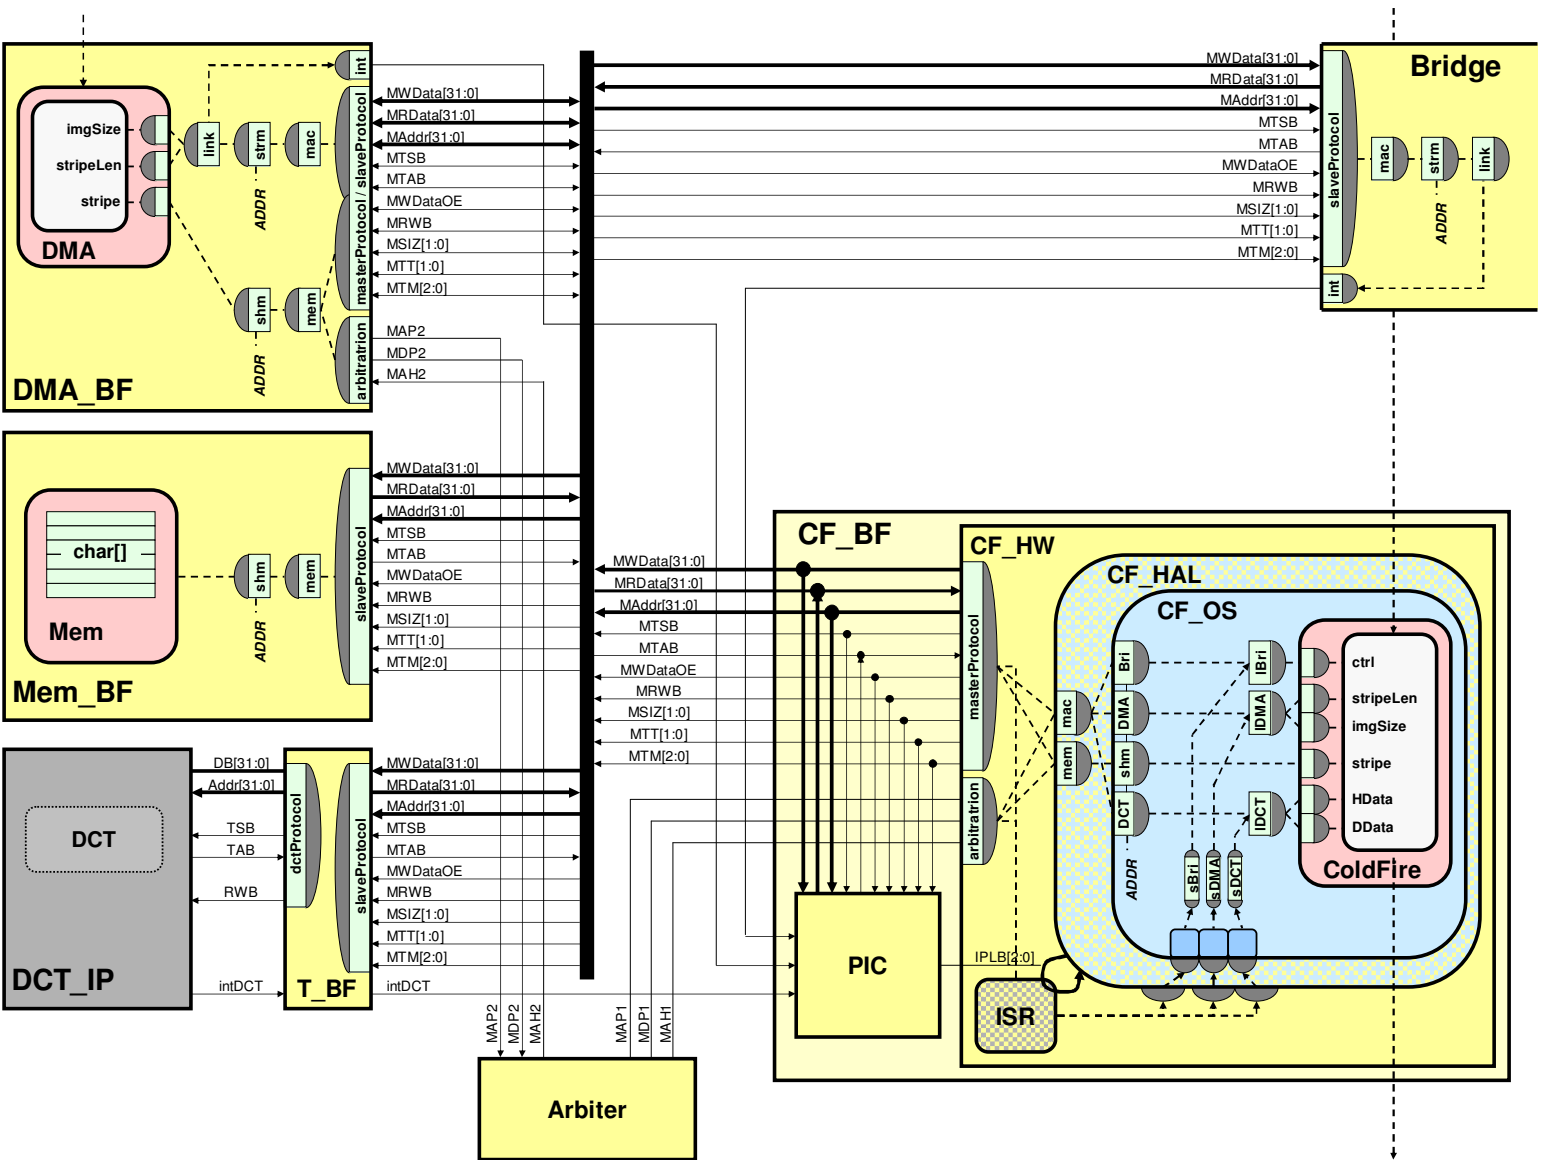 int
MWData[31:0]
MRData[31:0]
MAddr[31:0]
MTSB
MTAB
MWDataOE
MRWB
MSIZ[1:0]
MTT[1:0]
MTM[2:0]
MAP2
MDP2
MAH2
imgSize
stripeLen
stripe
DMA
link
strm
mac
ADDR
masterProtocol / slaveProtocol
shm
mem
ADDR
arbitratrion
DMA_BF
MWData[31:0]
MRData[31:0]
MAddr[31:0]
MTSB
MTAB
MWDataOE
MRWB
MSIZ[1:0]
MTT[1:0]
MTM[2:0]
Bridge
slaveProtocol
mac
strm
link
ADDR
int
char[]
Mem
shm
mem
ADDR
slaveProtocol
Mem_BF
MWData[31:0]
MRData[31:0]
MAddr[31:0]
MTSB
MTAB
MWDataOE
MRWB
MSIZ[1:0]
MTT[1:0]
MTM[2:0]
DCT
DCT_IP
DB[31:0]
Addr[31:0]
TSB
TAB
RWB
intDCT
dctProtocol
slaveProtocol
T_BF
MWData[31:0]
MRData[31:0]
MAddr[31:0]
MTSB
MTAB
MWDataOE
MRWB
MSIZ[1:0]
MTT[1:0]
MTM[2:0]
intDCT
MAP2
MDP2
MAH2
MAP1
MDP1
MAH1
Arbiter
CF_BF
MWData[31:0]
MRData[31:0]
MAddr[31:0]
MTSB
MTAB
MWDataOE
MRWB
MSIZ[1:0]
MTT[1:0]
MTM[2:0]
PIC
IPLB[2:0]
CF_HW
masterProtocol
arbitratrion
ISR
CF_HAL
mac
mem
CF_OS
Bri
DMA
shm
DCT
ADDR
IBri
IDMA
IDCT
sBri
sDMA
sDCT
ctrl
stripeLen
imgSize
stripe
HData
DData
ColdFire